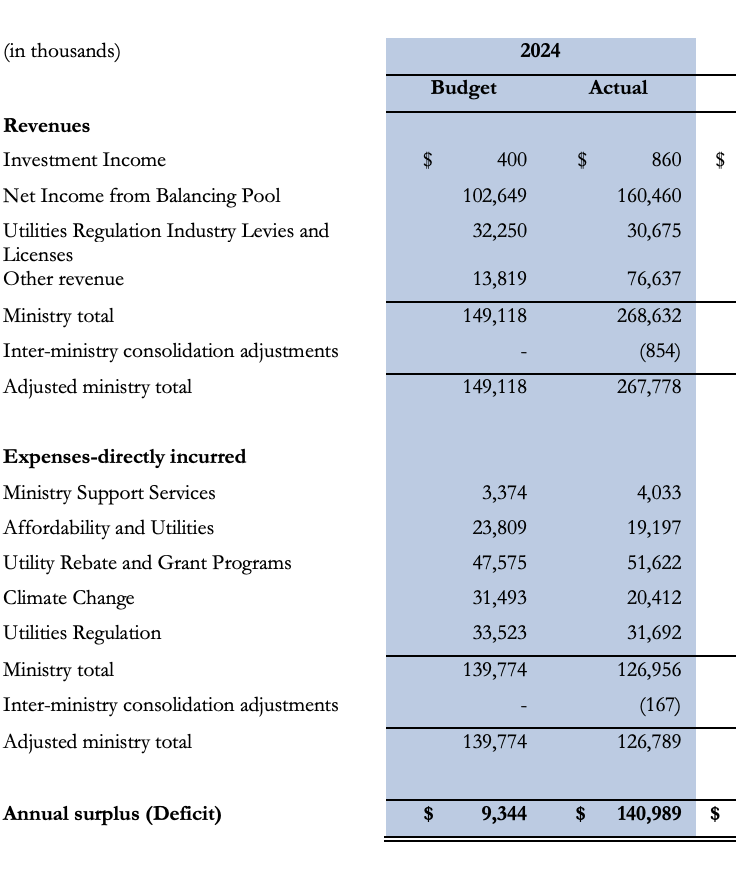 (in thousands) 2024
Budget Actual
Revenues
Investment Income $ 400 $ 860 $
Net Income from Balancing Pool 102,649 160,460
Utilities Regulation Industry Levies and 32,250 30,675
Licenses
Other revenue 13,819 76,637
Ministry total 149,118 268,632
Inter-ministry consolidation adjustments - (854)
Adjusted ministry total 149,118 267,778
Expenses-directly incurred
Ministry Support Services 3,374 4,033
Affordability and Utilities 23,809 19,197
Utility Rebate and Grant Programs 47,575 51,622
Climate Change 31,493 20,412
Utilities Regulation 33,523 31,692
Ministry total 139,774 126,956
Inter-ministry consolidation adjustments - (167)
Adjusted ministry total 139,774 126,789
Annual surplus (Deficit) $ 9,344 $ 140,989 $